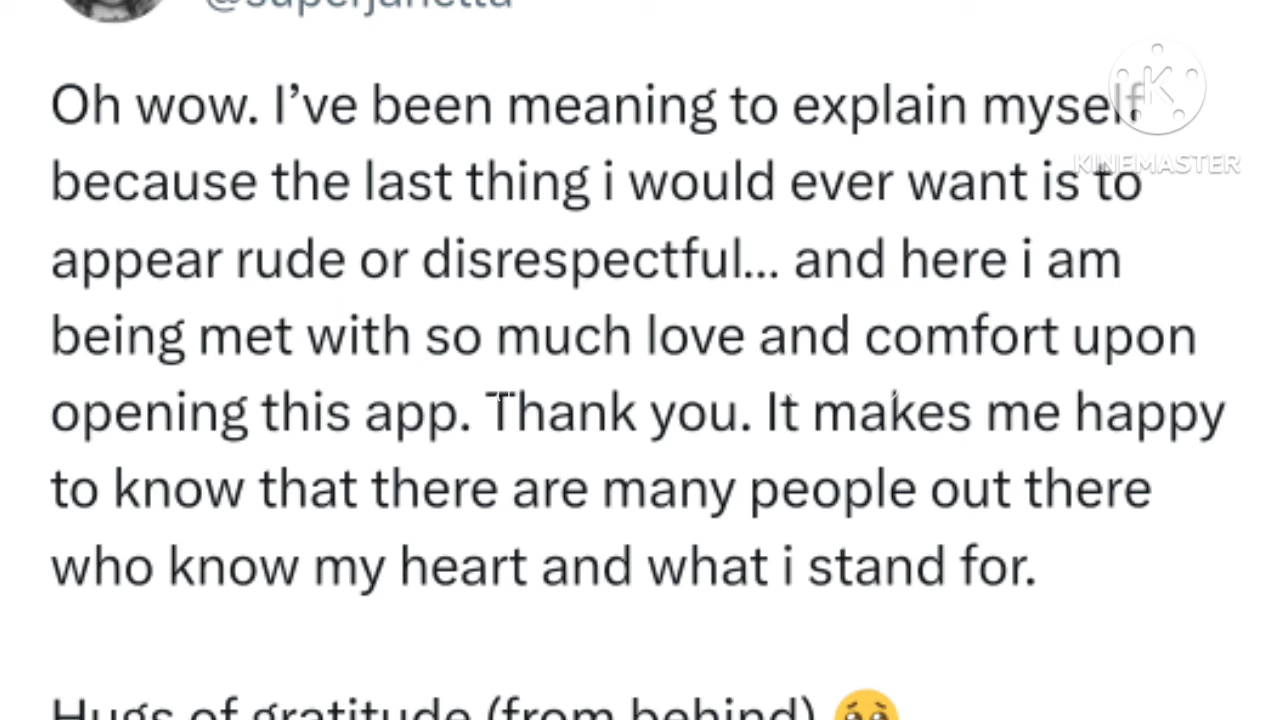 @superjanella
Oh wow. I’ve been meaning to explain myself
because the last thing i would ever want is to
appear rude or disrespectful... and here i am
being met with so much love and comfort upon
opening this app. Thank you. It makes me happy
to know that there are many people out there
who know my heart and what i stand for.
Hugs of gratitude (from behind) 🥹
KINEMASTER